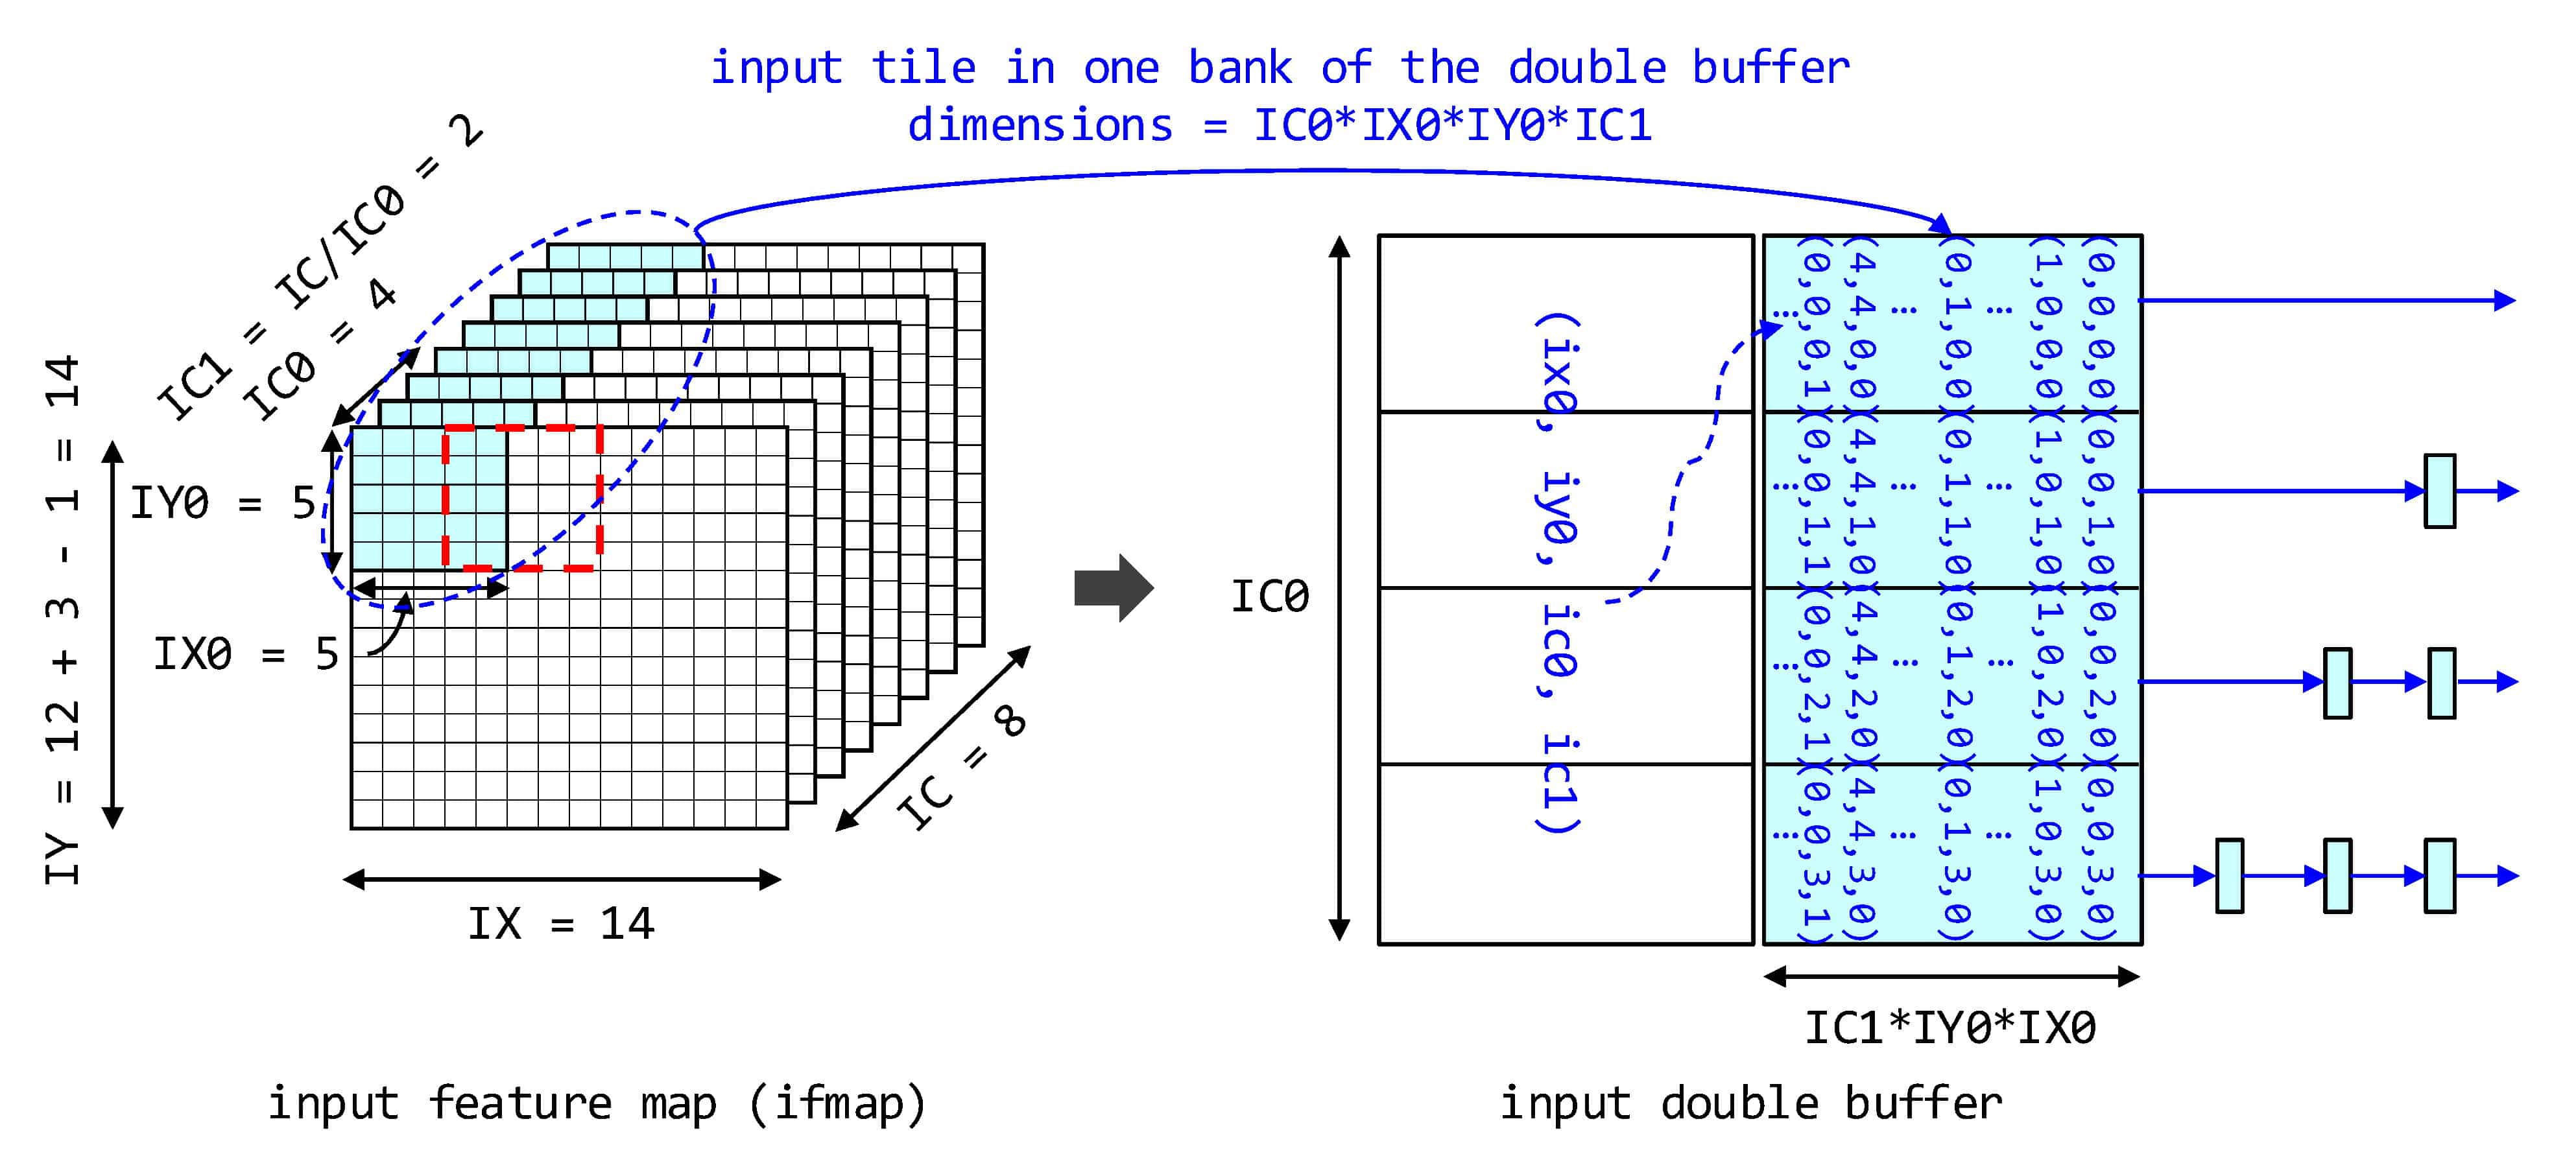 input tile in one bank of the double buffer
dimensions = IC0*IX0*IY0*IC1
IC1 = IC/IC0 = 2
IC0 = 4
IY = 12 + 3 - 1 = 14
IY0 = 5
IX0 = 5
IX = 14
IC = 8
input feature map (ifmap)
IC0
(ix0, iy0, ic0, ic1)
(0,0,0,1) … (4,4,0,0) … (0,1,0,0) … (1,0,0,0) (0,0,0,0)
(0,0,1,1) … (4,4,1,0) … (0,1,1,0) … (1,0,1,0) (0,0,1,0)
(0,0,2,1) … (4,4,2,0) … (0,1,2,0) … (1,0,2,0) (0,0,2,0)
(0,0,3,1) … (4,4,3,0) … (0,1,3,0) … (1,0,3,0) (0,0,3,0)
IC1*IY0*IX0
input double buffer